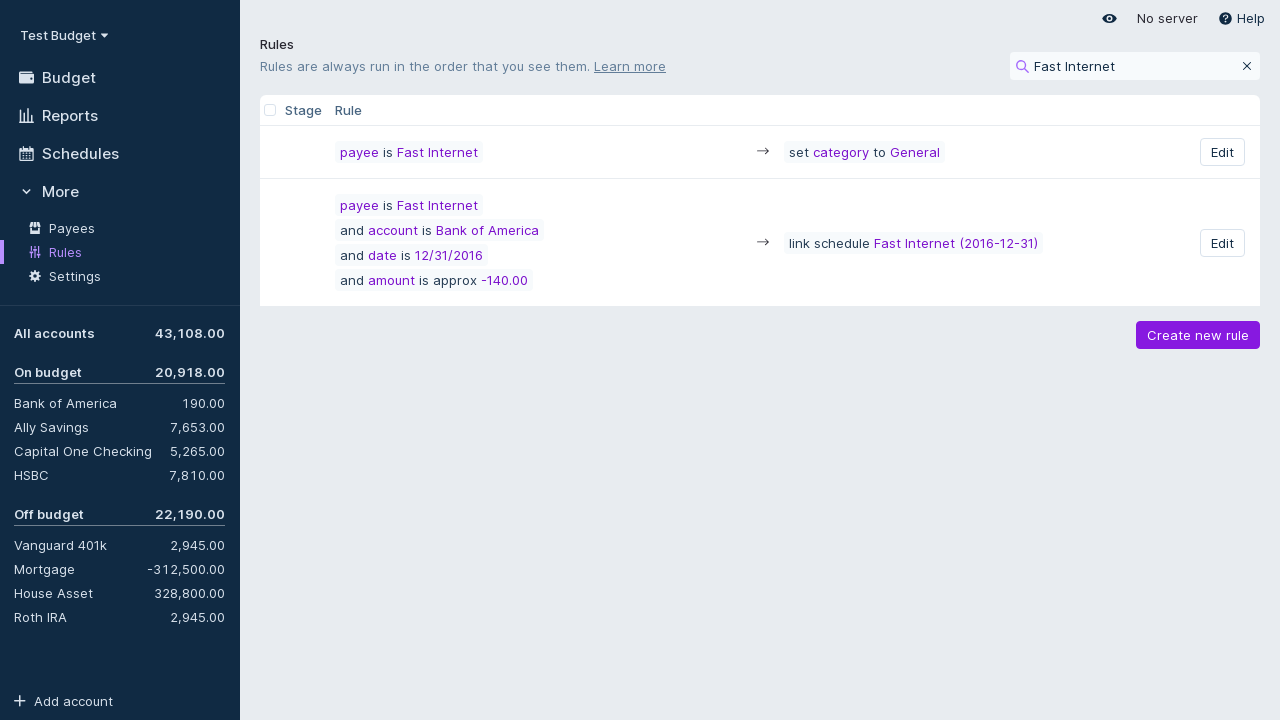 Test Budget
Budget
Reports
Schedules
More
Payees
Rules
Settings
All accounts 43,108.00
On budget 20,918.00
Bank of America 190.00
Ally Savings 7,653.00
Capital One Checking 5,265.00
HSBC 7,810.00
Off budget 22,190.00
Vanguard 401k 2,945.00
Mortgage -312,500.00
House Asset 328,800.00
Roth IRA 2,945.00
Add account
No server
Help
Rules
Rules are always run in the order that you see them. Learn more
Fast Internet
Stage Rule
payee is Fast Internet → set category to General Edit
payee is Fast Internet
and account is Bank of America
and date is 12/31/2016
and amount is approx -140.00
→ link schedule Fast Internet (2016-12-31) Edit
Create new rule